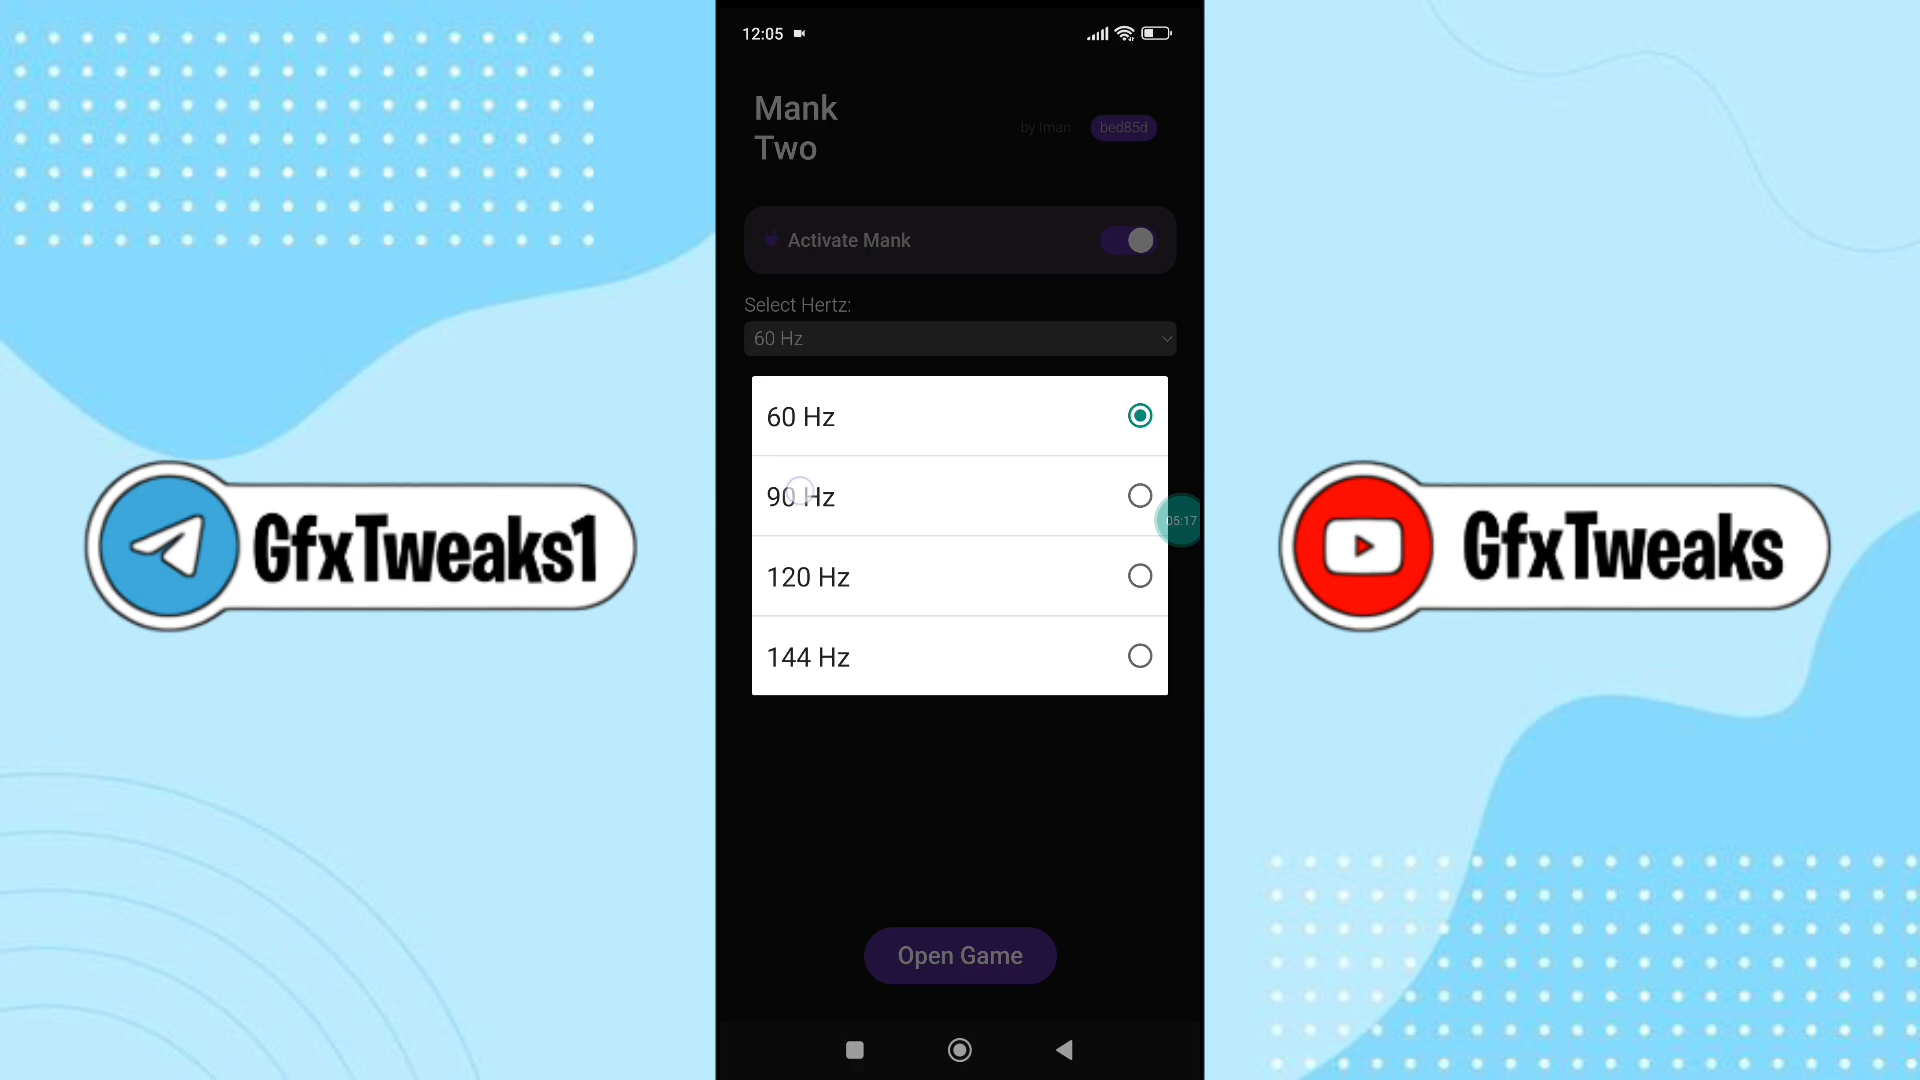 12:05
Mank
Two
by Iman
bed85d
Activate Mank
Select Hertz:
60 Hz
60 Hz
90 Hz
05:17
120 Hz
144 Hz
Open Game
GfxTweaks1
GfxTweaks